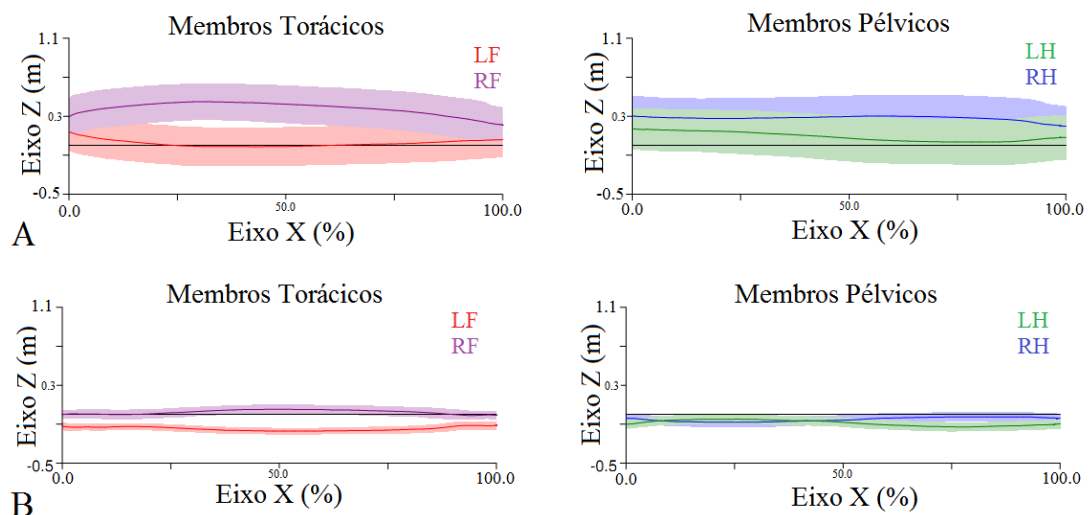 Membros Torácicos
LF
RF
Eixo Z (m)
1.1
0.3
-0.5
0.0
50.0
100.0
Eixo X (%)
Membros Pélvicos
LH
RH
Eixo Z (m)
1.1
0.3
-0.5
0.0
50.0
100.0
Eixo X (%)
A
Membros Torácicos
LF
RF
Eixo Z (m)
1.1
0.3
-0.5
0.0
50.0
100.0
Eixo X (%)
Membros Pélvicos
LH
RH
Eixo Z (m)
1.1
0.3
-0.5
0.0
50.0
100.0
Eixo X (%)
B